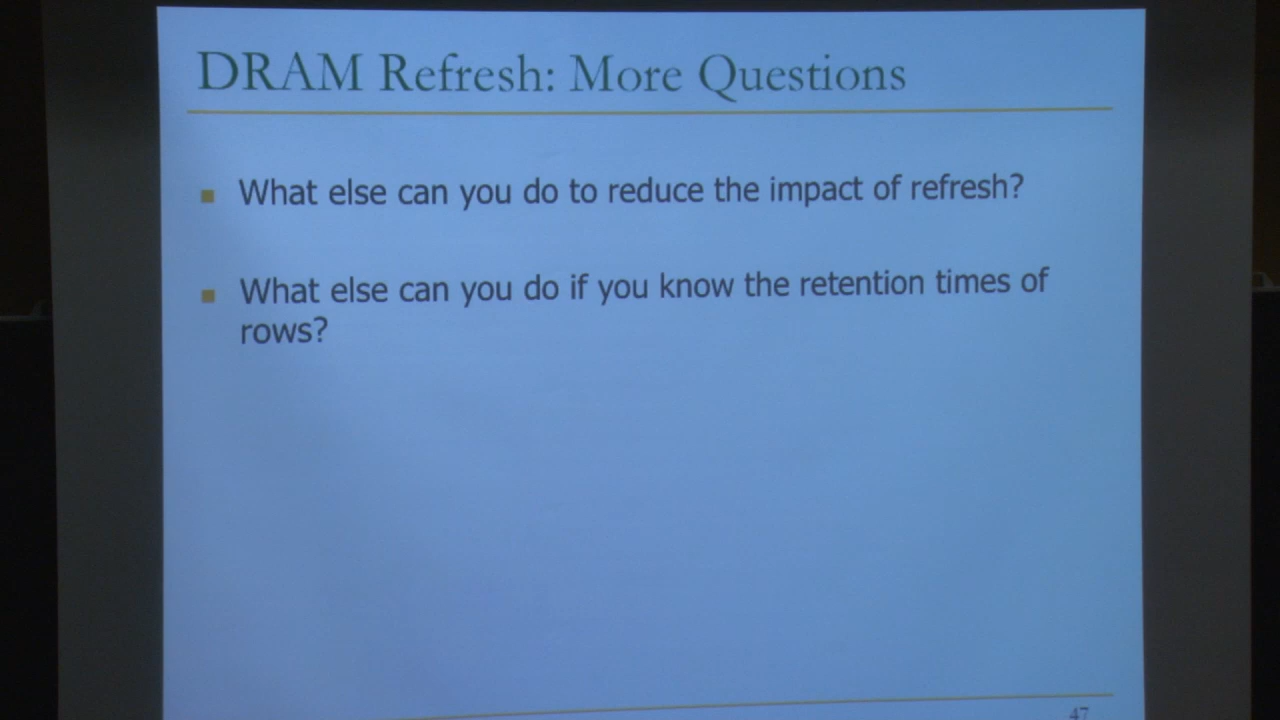 DRAM Refresh: More Questions
What else can you do to reduce the impact of refresh?
What else can you do if you know the retention times of
rows?
47